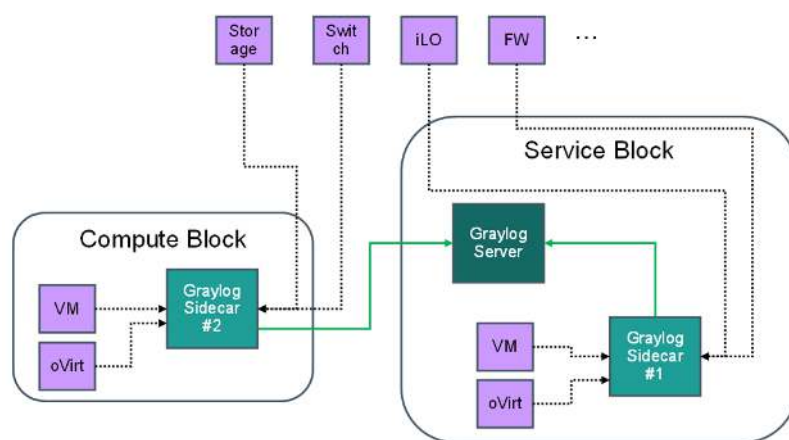 Stor
age
Swit
ch
iLO
FW
...
Service Block
Compute Block
Graylog
Server
VM
Graylog
Sidecar
#2
oVirt
VM
Graylog
Sidecar
#1
oVirt